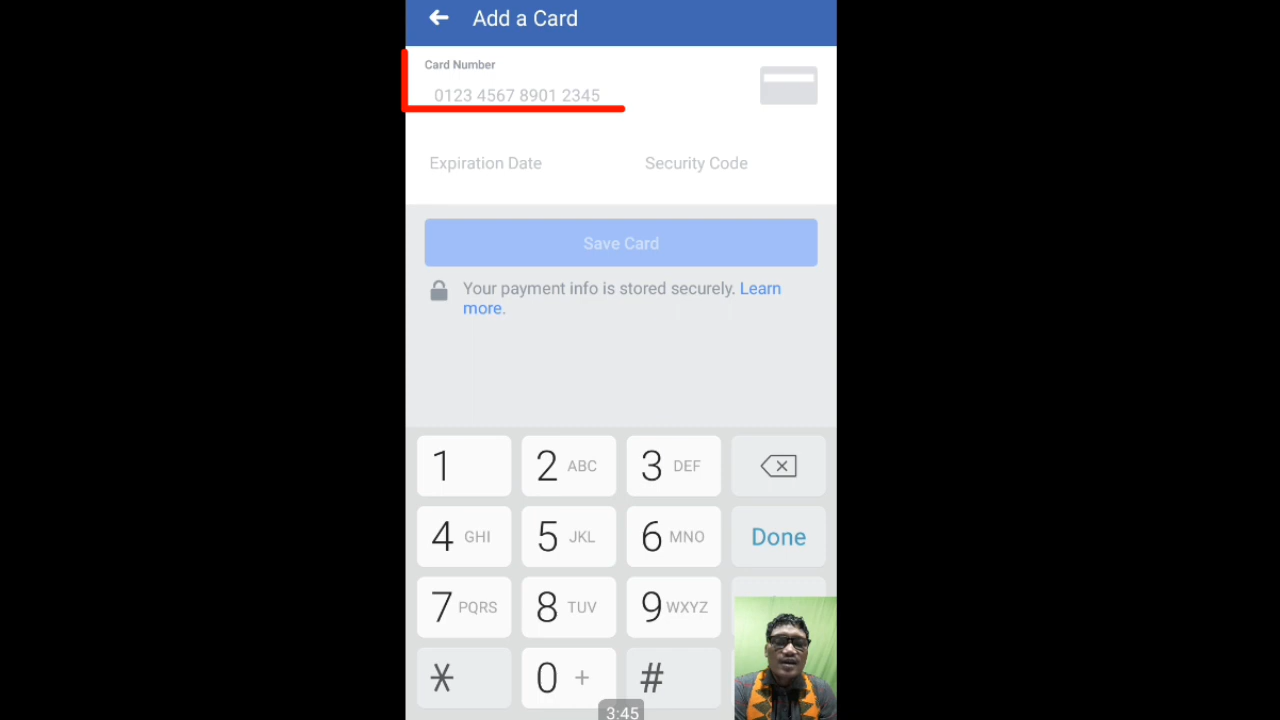 Add a Card
Card Number
0123 4567 8901 2345
Expiration Date Security Code
Save Card
Your payment info is stored securely. Learn
more.
1 2 ABC 3 DEF
4 GHI 5 JKL 6 MNO Done
7 PQRS 8 TUV 9 WXYZ
* 0 + #
3:45